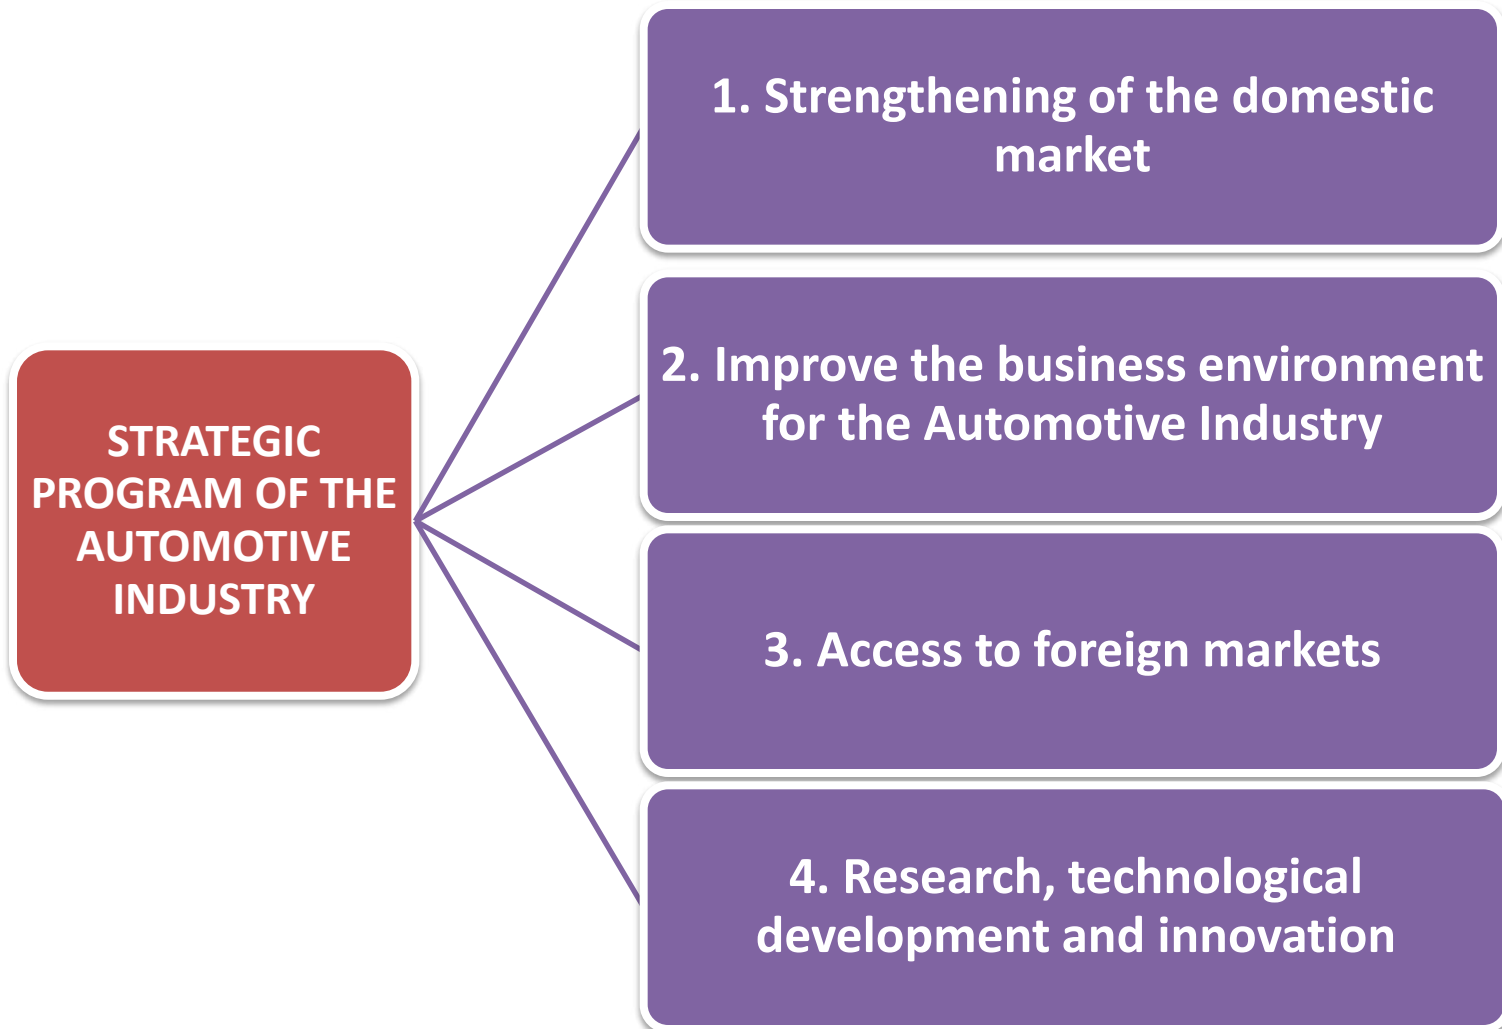 STRATEGIC
PROGRAM OF THE
AUTOMOTIVE
INDUSTRY
1. Strengthening of the domestic
market
2. Improve the business environment
for the Automotive Industry
3. Access to foreign markets
4. Research, technological
development and innovation